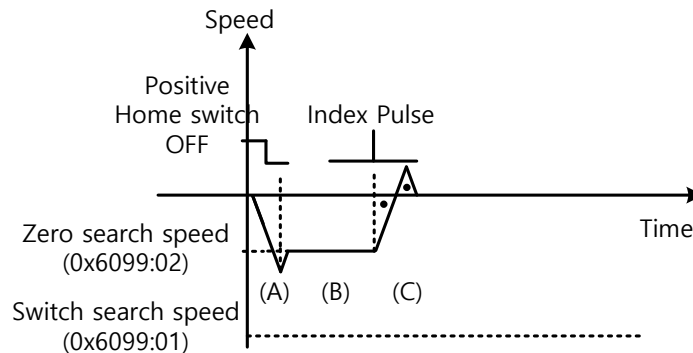 Speed
Positive
Home switch
OFF
Index Pulse
Time
Zero search speed
(0x6099:02)
(A)
(B)
(C)
Switch search speed
(0x6099:01)